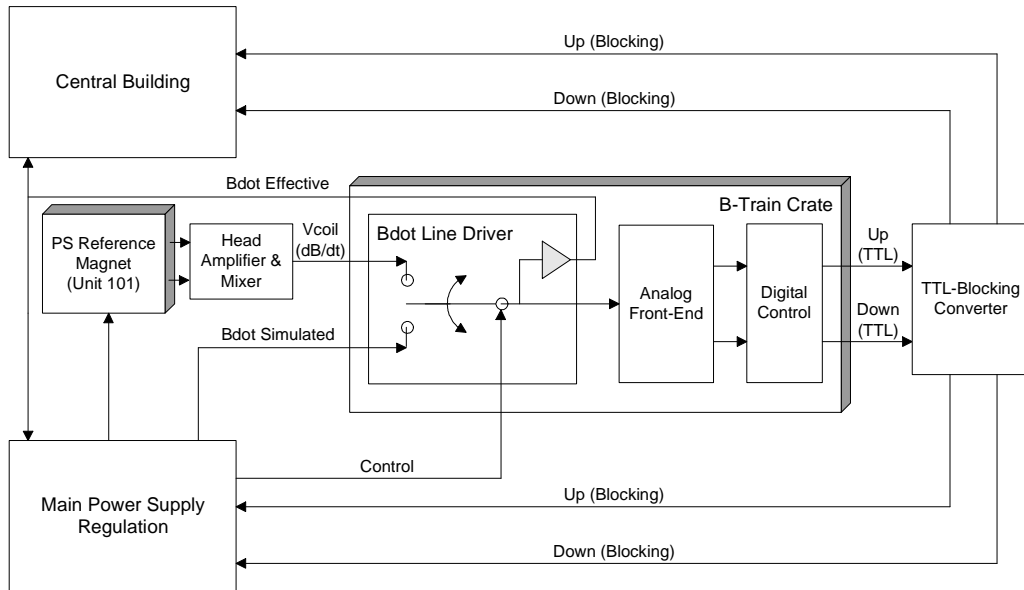 Up (Blocking)
Central Building
Down (Blocking)
Bdot Effective
B-Train Crate
PS Reference
Magnet
(Unit 101)
Head
Amplifier &
Mixer
Vcoil
(dB/dt)
Bdot Line Driver
Analog
Front-End
Digital
Control
Up
(TTL)
Down
(TTL)
TTL-Blocking
Converter
Bdot Simulated
Control
Main Power Supply
Regulation
Up (Blocking)
Down (Blocking)